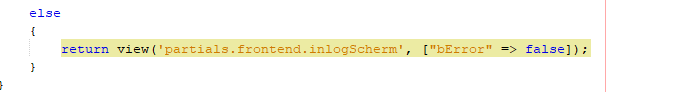 else
{
return view('partials.frontend.inlogScherm', ["bError" => false]);
}
}